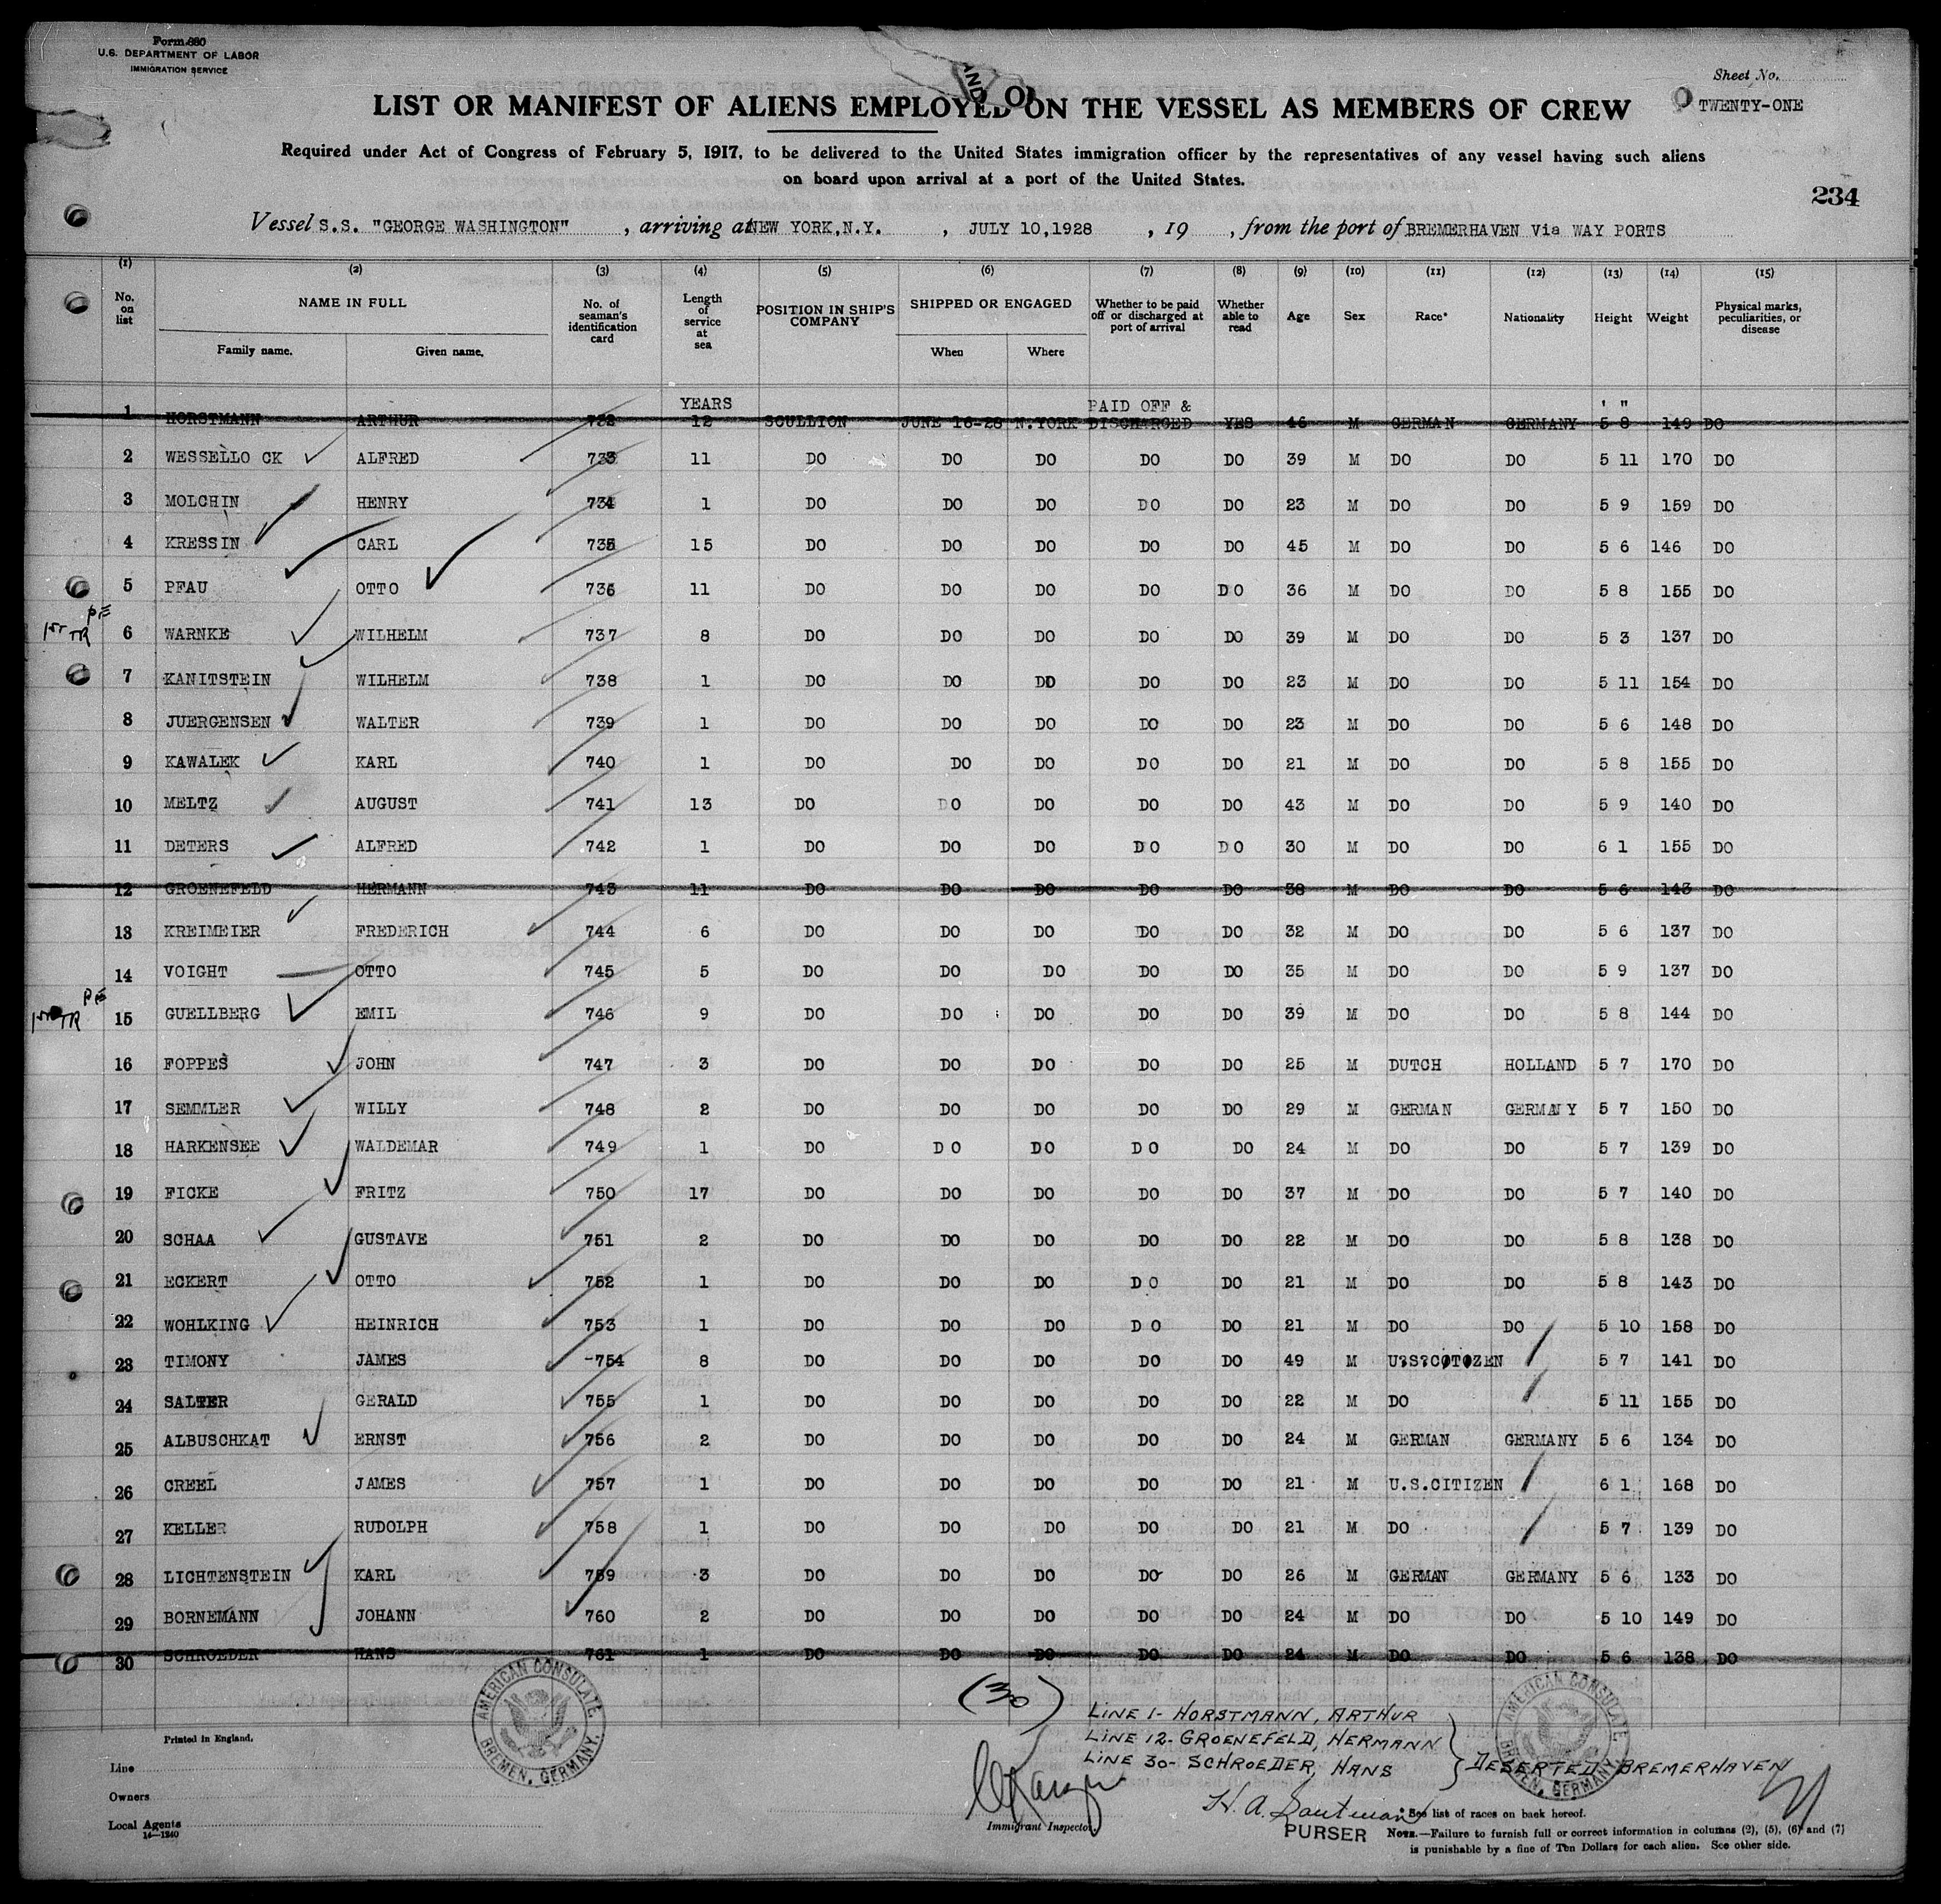 Form 680
U.S. DEPARTMENT OF LABOR
IMMIGRATION SERVICE
Sheet No.
TWENTY-ONE
AND
LIST OR MANIFEST OF ALIENS EMPLOYED ON THE VESSEL AS MEMBERS OF CREW
Required under Act of Congress of February 5, 1917, to be delivered to the United States immigration officer by the representatives of any vessel having such aliens
on board upon arrival at a port of the United States.
234
Vessel S.S. "GEORGE WASHINGTON" , arriving at NEW YORK,N.Y. , JULY 10,1928 , 19 , from the port of BREMERHAVEN Via WAY PORTS
(1) (2) (3) (4) (5) (6) (7) (8) (9) (10) (11) (12) (13) (14) (15)
No. on list NAME IN FULL Family name. Given name. No. of seaman's identification card Length of service at sea POSITION IN SHIP'S COMPANY SHIPPED OR ENGAGED When Where Whether to be paid off or discharged at port of arrival Whether able to read Age Sex Race* Nationality Height Weight Physical marks, peculiarities, or disease
YEARS PAID OFF & ' "
1 HORSTMANN ARTHUR 732 12 SCULLION JUNE 16-28 N.YORK DISCHARGED YES 46 M GERMAN GERMANY 5 8 149 DO
2 WESSELLO CK ALFRED 733 11 DO DO DO DO DO 39 M DO DO 5 11 170 DO
3 MOLCHIN HENRY 734 1 DO DO DO DO DO 23 M DO DO 5 9 159 DO
4 KRESSIN CARL 735 15 DO DO DO DO DO 45 M DO DO 5 6 146 DO
5 PFAU OTTO 736 11 DO DO DO DO DO 36 M DO DO 5 8 155 DO
1st TR PE 6 WARNKE WILHELM 737 8 DO DO DO DO DO 39 M DO DO 5 3 137 DO
7 KANITSTEIN WILHELM 738 1 DO DO DO DO DO 23 M DO DO 5 11 154 DO
8 JUERGENSEN WALTER 739 1 DO DO DO DO DO 23 M DO DO 5 6 148 DO
9 KAWALEK KARL 740 1 DO DO DO DO DO 21 M DO DO 5 8 155 DO
10 MELTZ AUGUST 741 13 DO DO DO DO DO 43 M DO DO 5 9 140 DO
11 DETERS ALFRED 742 1 DO DO DO DO DO 30 M DO DO 6 1 155 DO
12 GROENEFELD HERMANN 743 11 DO DO DO DO DO 38 M DO DO 5 6 143 DO
13 KREIMEIER FREDERICH 744 6 DO DO DO DO DO 32 M DO DO 5 6 137 DO
14 VOIGHT OTTO 745 5 DO DO DO DO DO 35 M DO DO 5 9 137 DO
1st TR PE 15 GUELLBERG EMIL 746 9 DO DO DO DO DO 39 M DO DO 5 8 144 DO
16 FOPPES JOHN 747 3 DO DO DO DO DO 25 M DUTCH HOLLAND 5 7 170 DO
17 SEMMLER WILLY 748 2 DO DO DO DO DO 29 M GERMAN GERMANY 5 7 150 DO
18 HARKENSEE WALDEMAR 749 1 DO DO DO DO DO 24 M DO DO 5 7 139 DO
19 FICKE FRITZ 750 17 DO DO DO DO DO 37 M DO DO 5 7 140 DO
20 SCHAA GUSTAVE 751 2 DO DO DO DO DO 22 M DO DO 5 8 138 DO
21 ECKERT OTTO 752 1 DO DO DO DO DO 21 M DO DO 5 8 143 DO
22 WOHLKING HEINRICH 753 1 DO DO DO DO DO 21 M DO DO 5 10 158 DO
23 TIMONY JAMES -754 8 DO DO DO DO DO 49 M U?S?COTOZEN 5 7 141 DO
24 SALTER GERALD 755 1 DO DO DO DO DO 22 M DO 5 11 155 DO
25 ALBUSCHKAT ERNST 756 2 DO DO DO DO DO 24 M GERMAN GERMANY 5 6 134 DO
26 CREEL JAMES 757 1 DO DO DO DO DO 21 M U.S.CITIZEN 6 1 168 DO
27 KELLER RUDOLPH 758 1 DO DO DO DO DO 21 M DO 5 7 139 DO
28 LICHTENSTEIN KARL 759 3 DO DO DO DO DO 26 M GERMAN GERMANY 5 6 133 DO
29 BORNEMANN JOHANN 760 2 DO DO DO DO DO 24 M DO DO 5 10 149 DO
30 SCHROEDER HANS 761 1 DO DO DO DO DO 24 M DO DO 5 6 138 DO
AMERICAN CONSULATE. BREMEN, GERMANY.
AMERICAN CONSULATE BREMEN, GERMANY.
(30)
LINE 1- HORSTMANN, ARTHUR
LINE 12- GROENEFELD, HERMANN
LINE 30- SCHROEDER, HANS
DESERTED BREMERHAVEN
Printed in England.
Line
Owners
Local Agents
14—1240
Immigrant Inspector.
H. A.
PURSER
* See list of races on back hereof.
NOTE.—Failure to furnish full or correct information in columns (2), (5), (6) and (7)
is punishable by a fine of Ten Dollars for each alien. See other side.